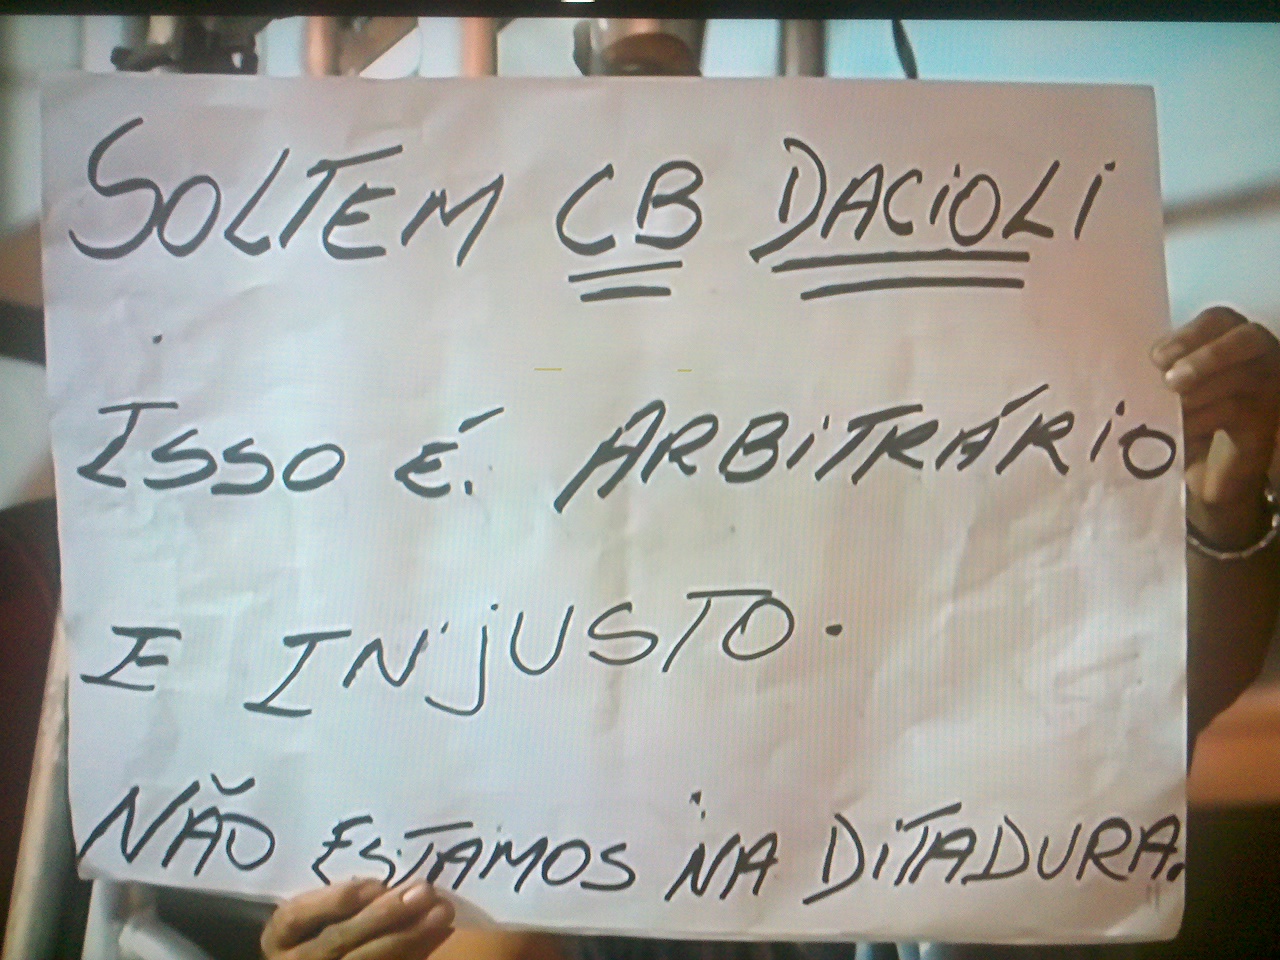 SOLTEM CB DACIOLI
ISSO É. ARBITRÁRIO
E INJUSTO.
NÃO ESTAMOS NA DITADURA.